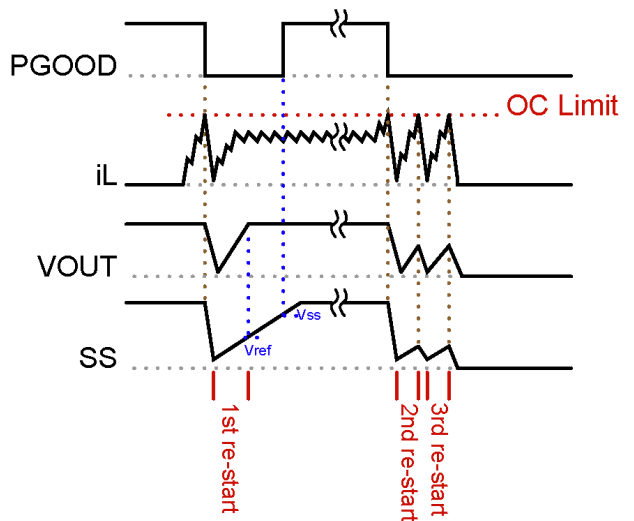 PGOOD
OC Limit
iL
VOUT
Vss
Vref
SS
1st re-start
2nd re-start
3rd re-start